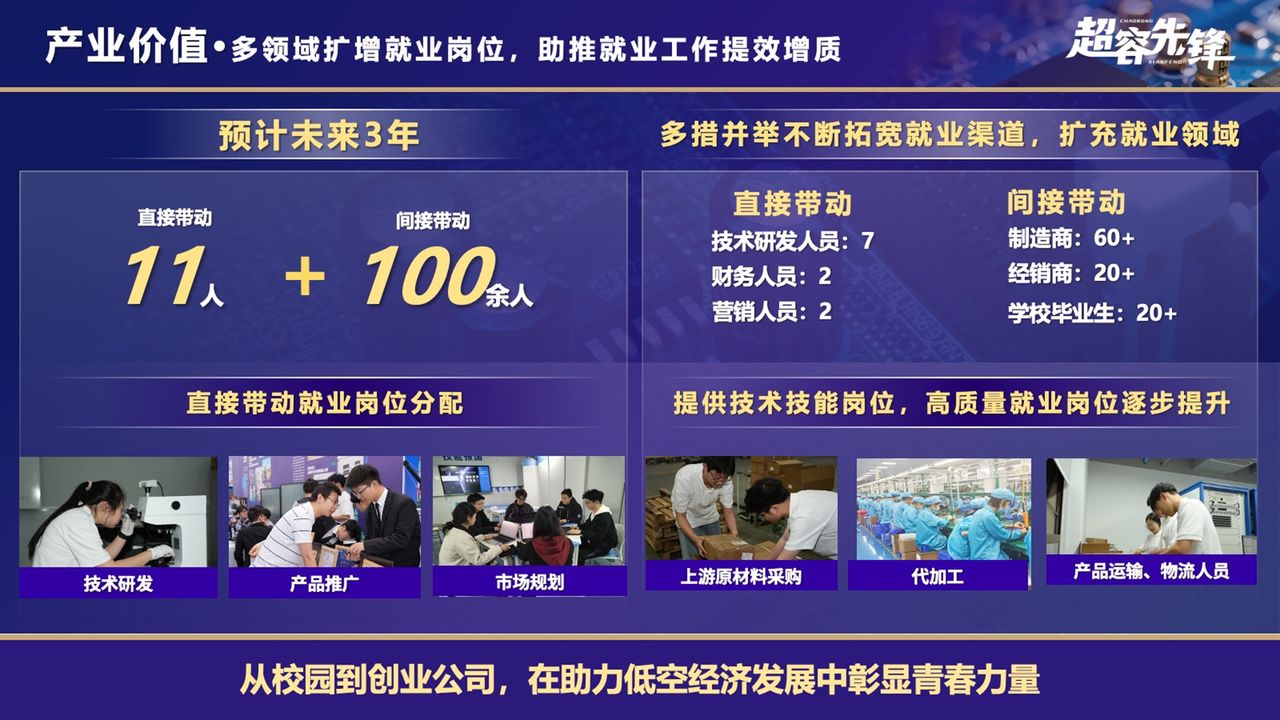 产业价值•多领域扩增就业岗位，助推就业工作提效增质
CHAORONG
超容先锋
XIANFENG
预计未来3年
直接带动
11人
+
间接带动
100余人
多措并举不断拓宽就业渠道，扩充就业领域
直接带动
技术研发人员：7
财务人员：2
营销人员：2
间接带动
制造商：60+
经销商：20+
学校毕业生：20+
直接带动就业岗位分配
技术研发
产品推广
市场规划
提供技术技能岗位，高质量就业岗位逐步提升
上游原材料采购
代加工
产品运输、物流人员
从校园到创业公司，在助力低空经济发展中彰显青春力量